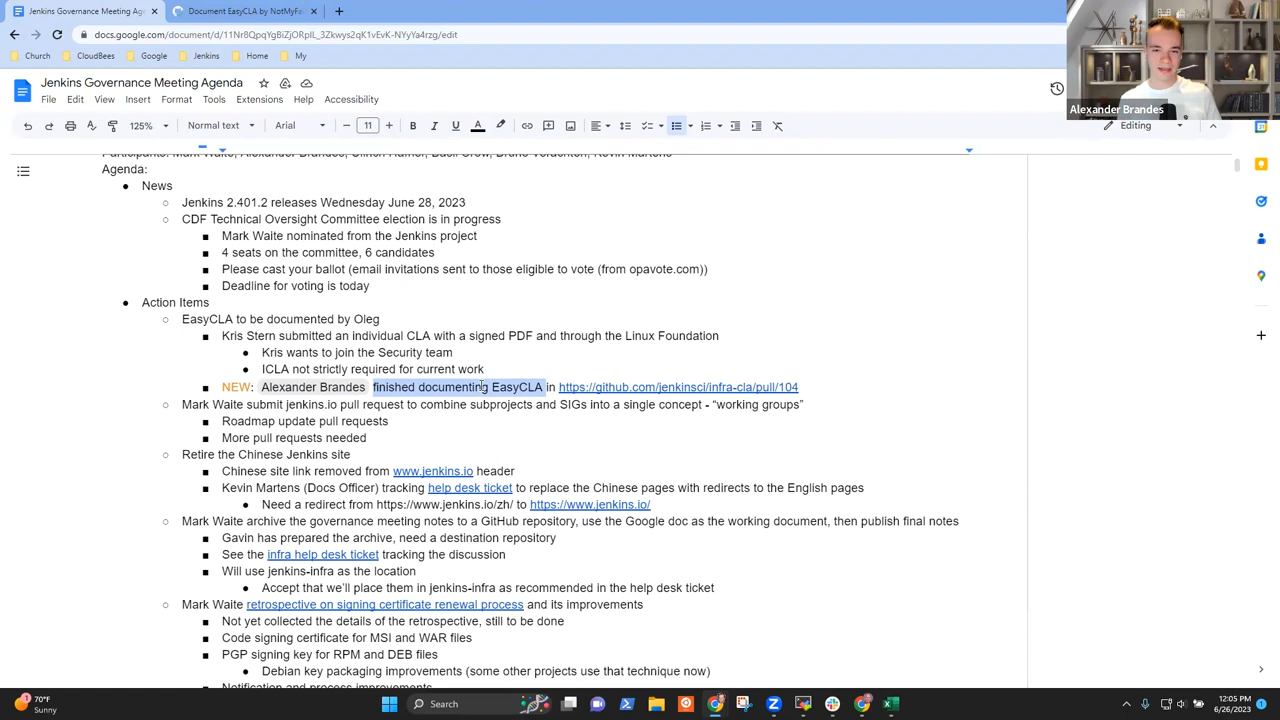 Jenkins Governance Meeting Age
EasyCLA by NotMyFault
docs.google.com/document/d/11Nr8QpqYgBiZjORpIL_3Zkwys2qK1vEvK-NYyYa4rzg/edit
Church
CloudBees
Google
Jenkins
Home
My
Alexander Brandes
Jenkins Governance Meeting Agenda
File Edit View Insert Format Tools Extensions Help Accessibility
125% Normal text Arial 11 Editing
Agenda:
News
Jenkins 2.401.2 releases Wednesday June 28, 2023
CDF Technical Oversight Committee election is in progress
Mark Waite nominated from the Jenkins project
4 seats on the committee, 6 candidates
Please cast your ballot (email invitations sent to those eligible to vote (from opavote.com))
Deadline for voting is today
Action Items
EasyCLA to be documented by Oleg
Kris Stern submitted an individual CLA with a signed PDF and through the Linux Foundation
Kris wants to join the Security team
ICLA not strictly required for current work
NEW: Alexander Brandes finished documenting EasyCLA in https://github.com/jenkinsci/infra-cla/pull/104
Mark Waite submit jenkins.io pull request to combine subprojects and SIGs into a single concept - “working groups”
Roadmap update pull requests
More pull requests needed
Retire the Chinese Jenkins site
Chinese site link removed from www.jenkins.io header
Kevin Martens (Docs Officer) tracking help desk ticket to replace the Chinese pages with redirects to the English pages
Need a redirect from https://www.jenkins.io/zh/ to https://www.jenkins.io/
Mark Waite archive the governance meeting notes to a GitHub repository, use the Google doc as the working document, then publish final notes
Gavin has prepared the archive, need a destination repository
See the infra help desk ticket tracking the discussion
Will use jenkins-infra as the location
Accept that we’ll place them in jenkins-infra as recommended in the help desk ticket
Mark Waite retrospective on signing certificate renewal process and its improvements
Not yet collected the details of the retrospective, still to be done
Code signing certificate for MSI and WAR files
PGP signing key for RPM and DEB files
Debian key packaging improvements (some other projects use that technique now)
70°F
Sunny
Search
12:05 PM
6/26/2023